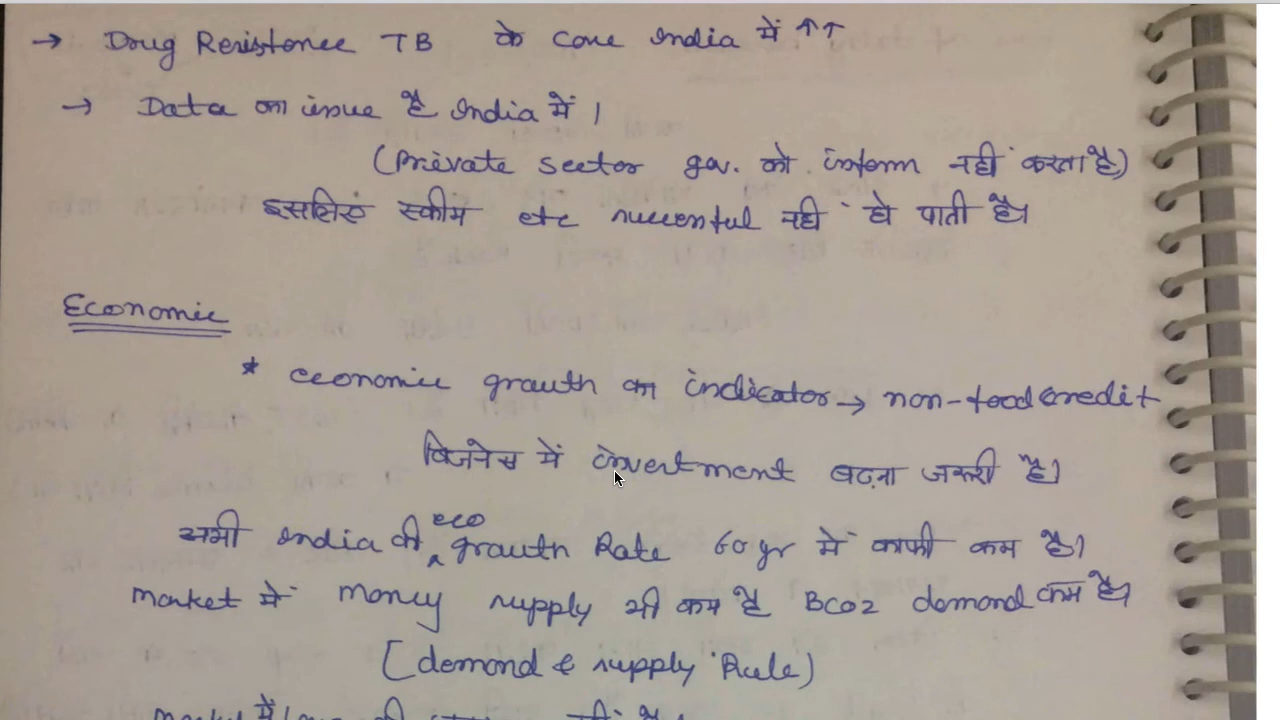 → Drug Resistance TB के case India में ↑↑
→ Data का issue है India में।
(Private sector gov. को inform नहीं करता है)
इसलिए स्कीम etc successful नहीं हो पाती है।
Economic
* economic growth का indicator → non-food credit
बिजनेस में investment बढ़ना जरूरी है।
अभी India की eco growth Rate 60 yr में काफी कम है।
market में money supply भी कम है BCOZ demand कम है।
[demand & supply Rule)
market में